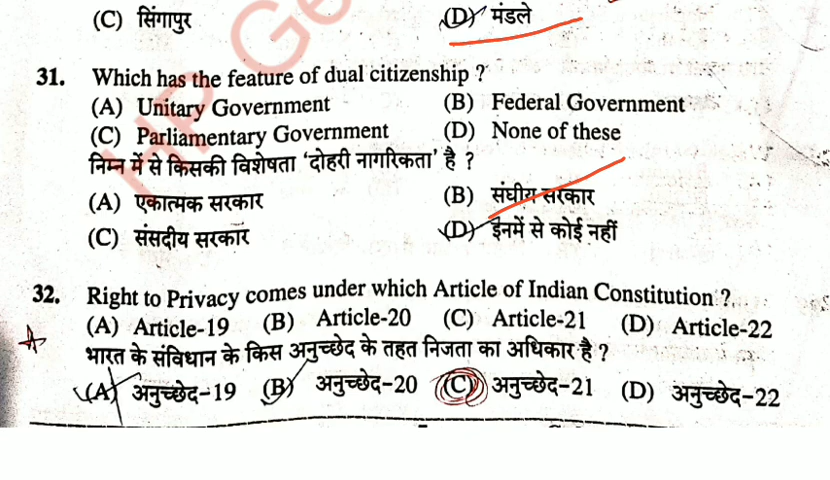 (C) सिंगापुर (D) मंडले
31. Which has the feature of dual citizenship ?
(A) Unitary Government (B) Federal Government
(C) Parliamentary Government (D) None of these
निम्न में से किसकी विशेषता ‘दोहरी नागरिकता’ है ?
(A) एकात्मक सरकार (B) संघीय सरकार
(C) संसदीय सरकार (D) इनमें से कोई नहीं
32. Right to Privacy comes under which Article of Indian Constitution ?
(A) Article-19 (B) Article-20 (C) Article-21 (D) Article-22
भारत के संविधान के किस अनुच्छेद के तहत निजता का अधिकार है ?
(A) अनुच्छेद-19 (B) अनुच्छेद-20 (C) अनुच्छेद-21 (D) अनुच्छेद-22
HP Ge